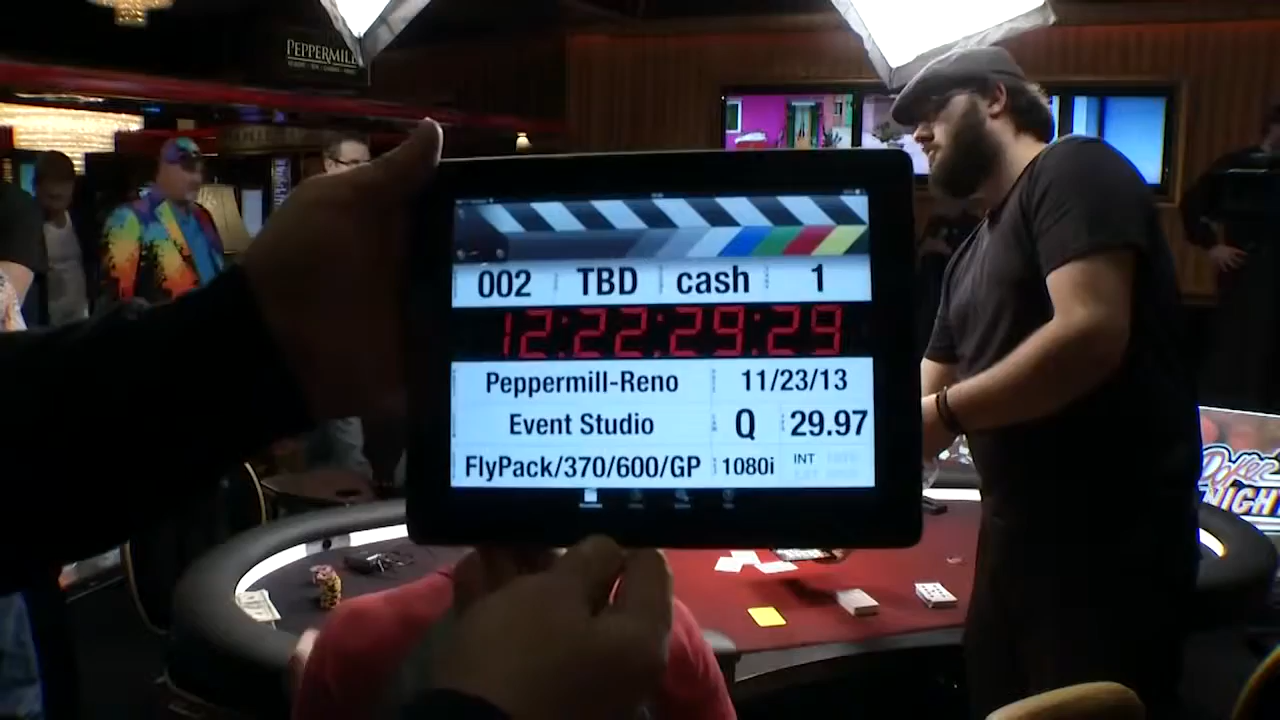 PEPPERMILL
002 TBD cash 1
12:22:29:29
Peppermill-Reno 11/23/13
Event Studio Q 29.97
FlyPack/370/600/GP 1080i INT
Poker
NIGHT